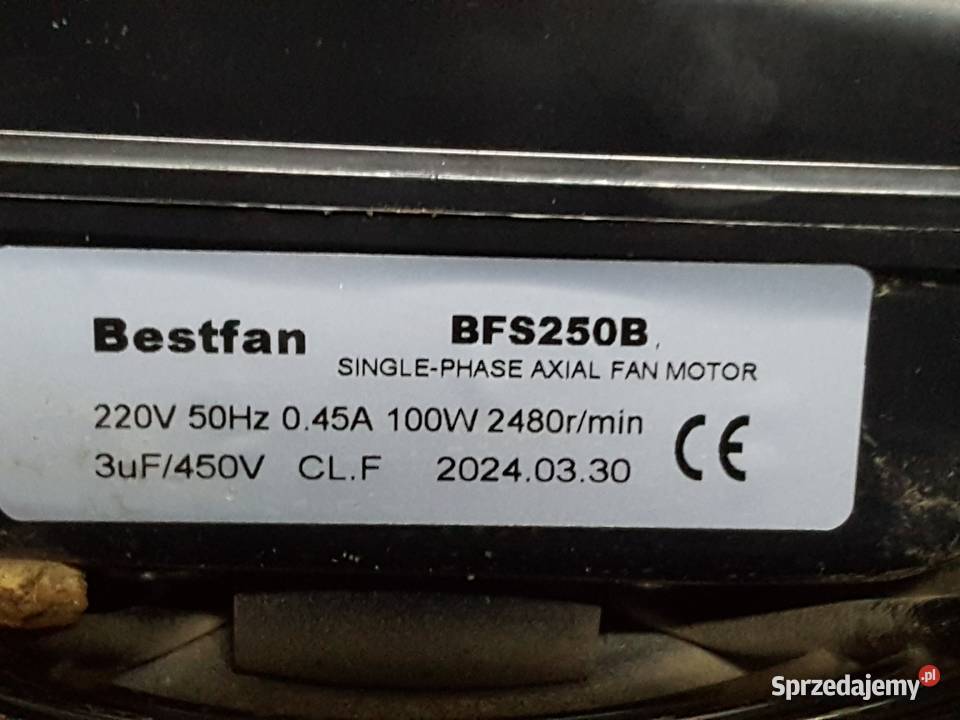 Bestfan BFS250B
SINGLE-PHASE AXIAL FAN MOTOR
220V 50Hz 0.45A 100W 2480r/min
3uF/450V CL.F 2024.03.30 CE
Sprzedajemy.pl